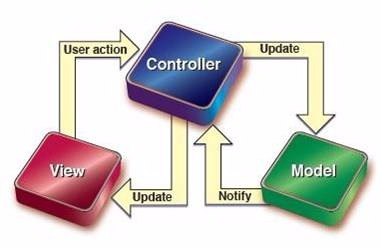 User action
Update
Controller
View
Model
Update
Notify